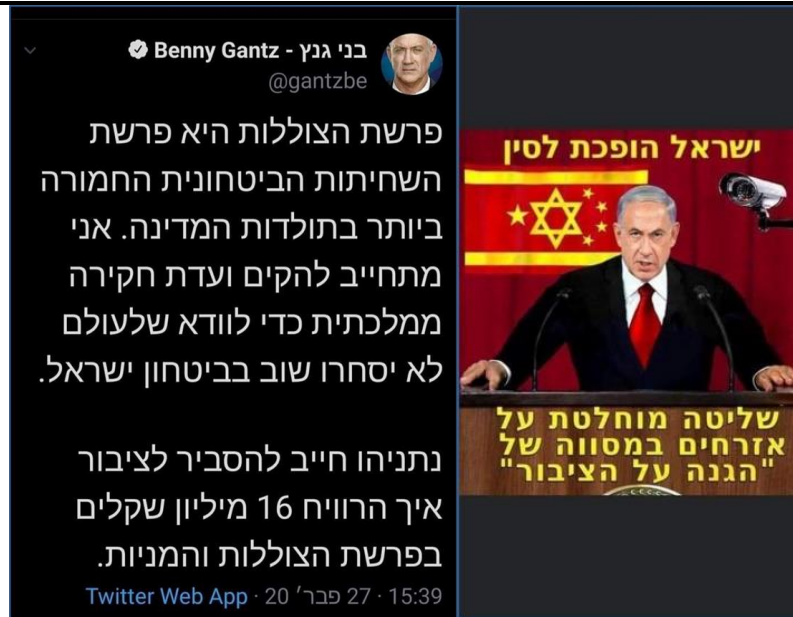 בני גנץ - Benny Gantz
@gantzbe
פרשת הצוללות היא פרשת
השחיתות הביטחונית החמורה
ביותר בתולדות המדינה. אני
מתחייב להקים ועדת חקירה
ממלכתית כדי לוודא שלעולם
לא יסחרו שוב בביטחון ישראל.
נתניהו חייב להסביר לציבור
איך הרוויח 16 מיליון שקלים
בפרשת הצוללות והמניות.
15:39 · 27 פבר׳ 20 · Twitter Web App
ישראל הופכת לסין
שליטה מוחלטת על
אזרחים במסווה של
"הגנה על הציבור"